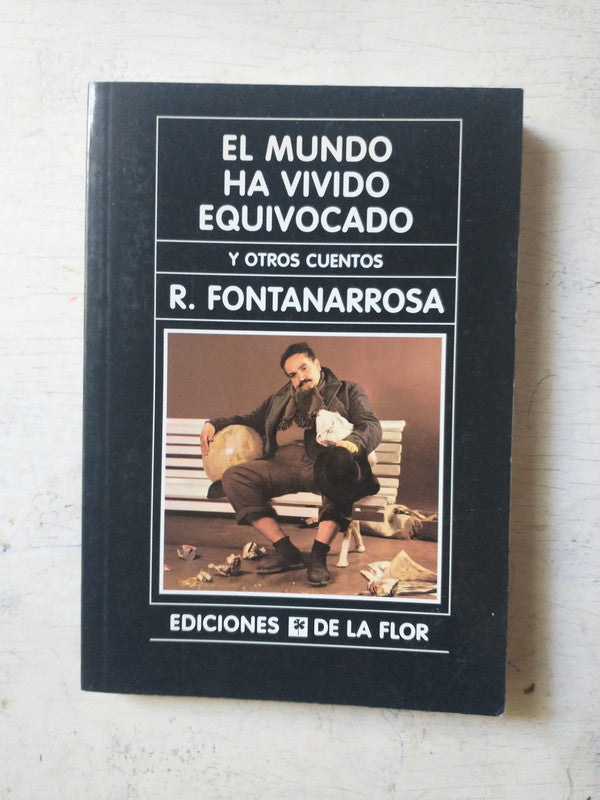 EL MUNDO
HA VIVIDO
EQUIVOCADO
Y OTROS CUENTOS
R. FONTANARROSA
EDICIONES DE LA FLOR